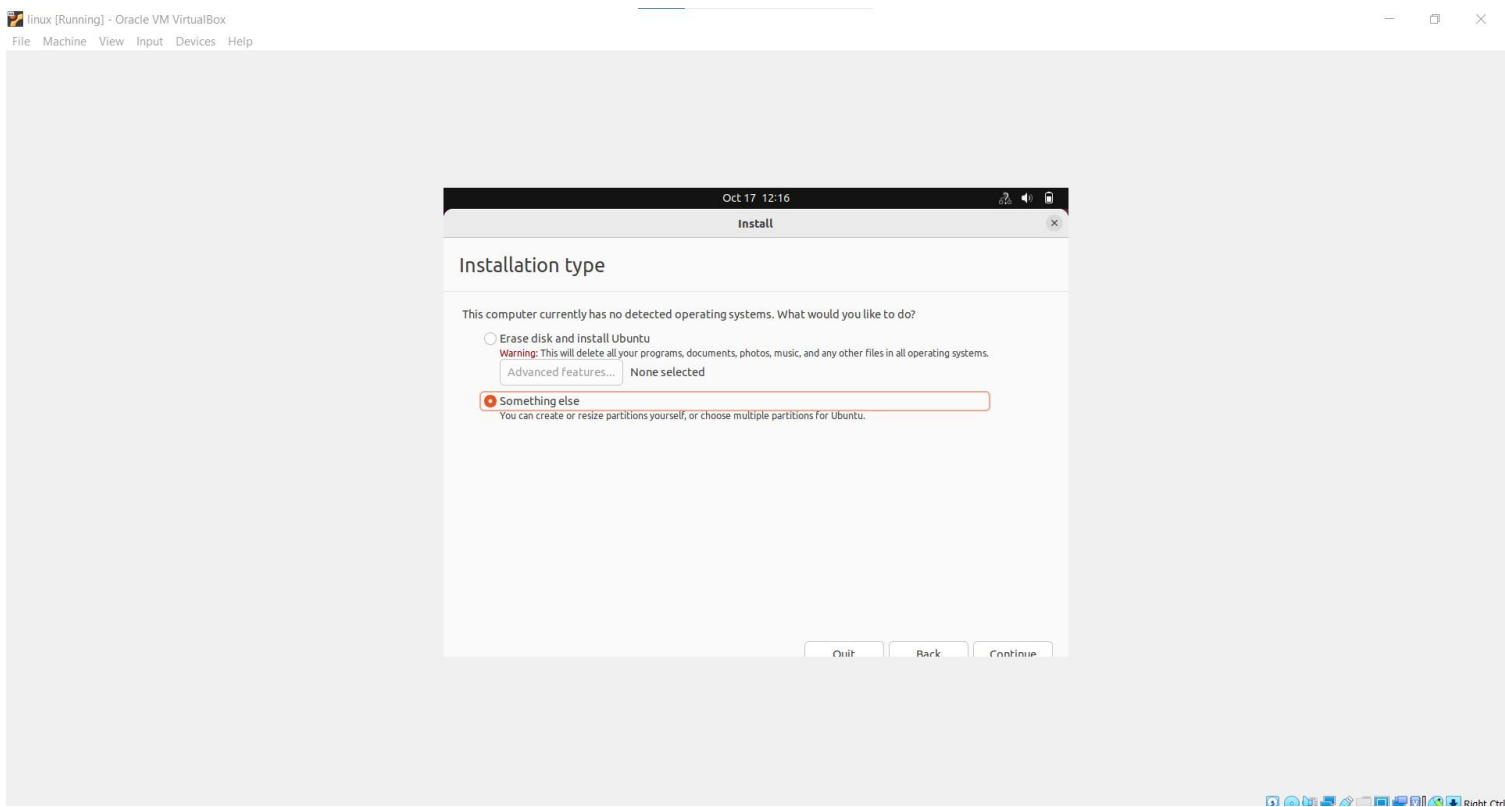 linux [Running] - Oracle VM VirtualBox
File Machine View Input Devices Help
Oct 17 12:16
Install
Installation type
This computer currently has no detected operating systems. What would you like to do?
Erase disk and install Ubuntu
Warning: This will delete all your programs, documents, photos, music, and any other files in all operating systems.
Advanced features... None selected
Something else
You can create or resize partitions yourself, or choose multiple partitions for Ubuntu.
Quit Back Continue
Right Ctrl